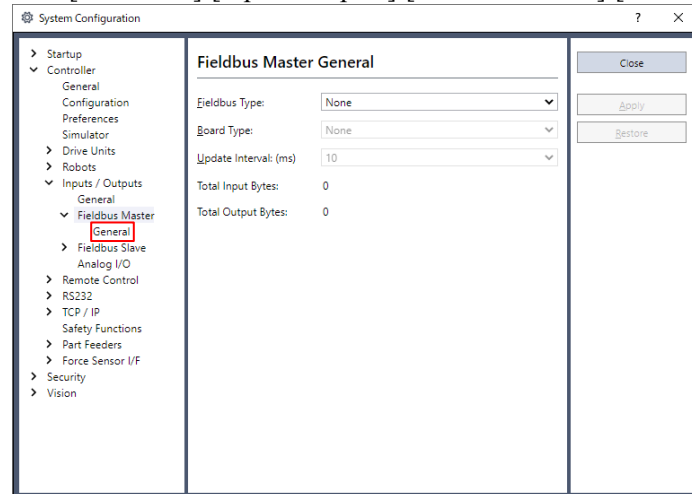 System Configuration
?
Startup
Controller
General
Configuration
Preferences
Simulator
Drive Units
Robots
Inputs / Outputs
General
Fieldbus Master
General
Fieldbus Slave
Analog I/O
Remote Control
RS232
TCP / IP
Safety Functions
Part Feeders
Force Sensor I/F
Security
Vision
Fieldbus Master General
Fieldbus Type: None
Board Type: None
Update Interval: (ms) 10
Total Input Bytes: 0
Total Output Bytes: 0
Close
Apply
Restore